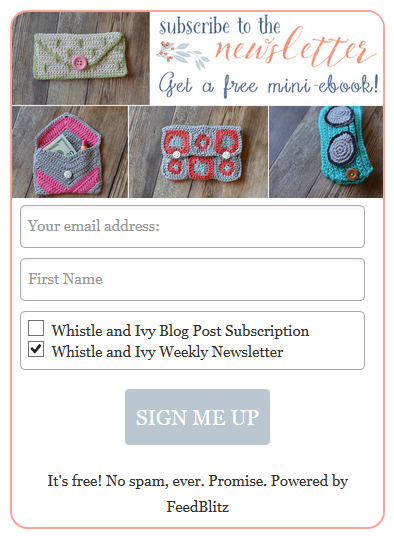 subscribe to the
newsletter
Get a free mini-ebook!
Your email address:
First Name
Whistle and Ivy Blog Post Subscription
Whistle and Ivy Weekly Newsletter
SIGN ME UP
It's free! No spam, ever. Promise. Powered by
FeedBlitz